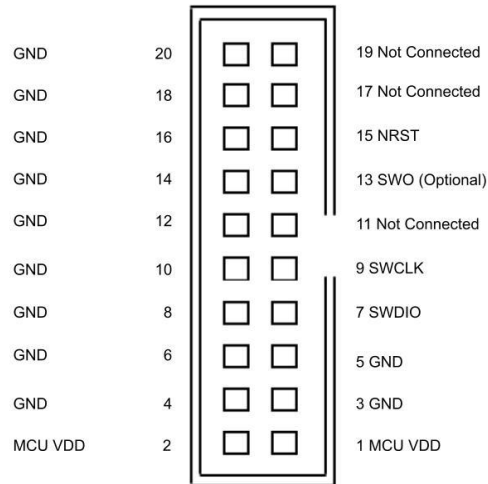 GND 20 19 Not Connected
GND 18 17 Not Connected
GND 16 15 NRST
GND 14 13 SWO (Optional)
GND 12 11 Not Connected
GND 10 9 SWCLK
GND 8 7 SWDIO
GND 6 5 GND
GND 4 3 GND
MCU VDD 2 1 MCU VDD